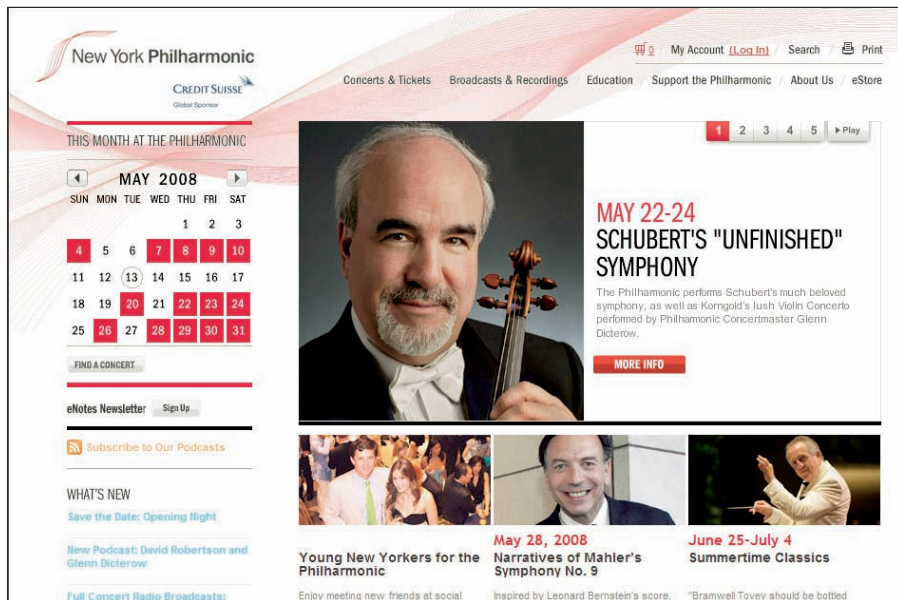 New York Philharmonic
CREDIT SUISSE
Global Sponsor
0 / My Account (Log In) / Search / Print
Concerts & Tickets / Broadcasts & Recordings / Education / Support the Philharmonic / About Us / eStore
THIS MONTH AT THE PHILHARMONIC
MAY 2008
SUN MON TUE WED THU FRI SAT
1 2 3
4 5 6 7 8 9 10
11 12 13 14 15 16 17
18 19 20 21 22 23 24
25 26 27 28 29 30 31
FIND A CONCERT
eNotes Newsletter Sign Up
Subscribe to Our Podcasts
WHAT'S NEW
Save the Date: Opening Night
New Podcast: David Robertson and
Glenn Dicterow
Full Concert Radio Broadcasts:
1 2 3 4 5 Play
MAY 22-24
SCHUBERT'S "UNFINISHED"
SYMPHONY
The Philharmonic performs Schubert's much beloved
symphony, as well as Korngold's lush Violin Concerto
performed by Philharmonic Concertmaster Glenn
Dicterow.
MORE INFO
Young New Yorkers for the
Philharmonic
Enjoy meeting new friends at social
May 28, 2008
Narratives of Mahler's
Symphony No. 9
Inspired by Leonard Bernstein's score,
June 25-July 4
Summertime Classics
"Bramwell Tovey should be bottled